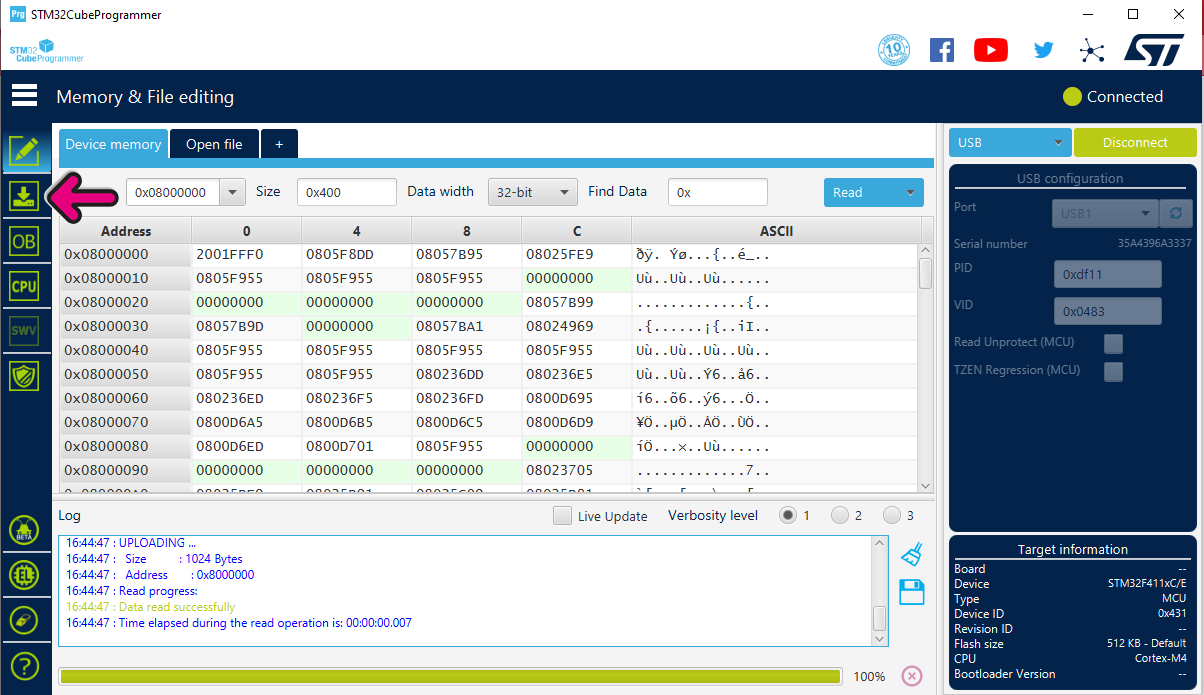 Prg STM32CubeProgrammer
STM32
CubeProgrammer
10 YEARS
ST
Memory & File editing
Connected
Device memory Open file +
USB Disconnect
0x08000000 Size 0x400 Data width 32-bit Find Data 0x Read
Address 0 4 8 C ASCII
0x08000000 2001FFF0 0805F8DD 08057B95 08025FE9 ðÿ. Ýø...{..é_..
0x08000010 0805F955 0805F955 0805F955 00000000 Uù..Uù..Uù......
0x08000020 00000000 00000000 00000000 08057B99 .............{..
0x08000030 08057B9D 00000000 08057BA1 08024969 .{......¡{..iI..
0x08000040 0805F955 0805F955 0805F955 0805F955 Uù..Uù..Uù..Uù..
0x08000050 0805F955 0805F955 080236DD 080236E5 Uù..Uù..Ý6..å6..
0x08000060 080236ED 080236F5 080236FD 0800D695 í6..õ6..ý6...Ö..
0x08000070 0800D6A5 0800D6B5 0800D6C5 0800D6D9 ¥Ö..µÖ..ÅÖ..ÙÖ..
0x08000080 0800D6ED 0800D701 0805F955 00000000 íÖ...×..Uù......
0x08000090 00000000 00000000 00000000 08023705 .............7..
OB
CPU
SWV
BETA
?
Log Live Update Verbosity level 1 2 3
16:44:47 : UPLOADING ...
16:44:47 : Size : 1024 Bytes
16:44:47 : Address : 0x8000000
16:44:47 : Read progress:
16:44:47 : Data read successfully
16:44:47 : Time elapsed during the read operation is: 00:00:00.007
100%
USB configuration
Port USB1
Serial number 35A4396A3337
PID 0xdf11
VID 0x0483
Read Unprotect (MCU)
TZEN Regression (MCU)
Target information
Board --
Device STM32F411xC/E
Type MCU
Device ID 0x431
Revision ID --
Flash size 512 KB - Default
CPU Cortex-M4
Bootloader Version --